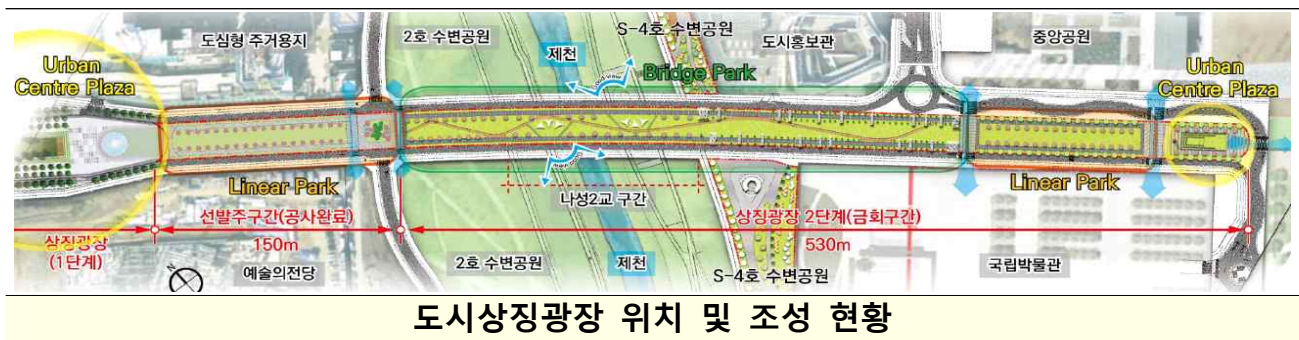 도심형 주거용지
2호 수변공원
제천
S-4호 수변공원
도시홍보관
중앙공원
Urban
Centre Plaza
Bridge Park
Urban
Centre Plaza
Linear Park
Linear Park
선발주구간(공사완료)
150m
나성2교 구간
상징광장 2단계(금회구간)
530m
상징광장
(1단계)
N
예술의전당
2호 수변공원
제천
S-4호 수변공원
국립박물관
도시상징광장 위치 및 조성 현황